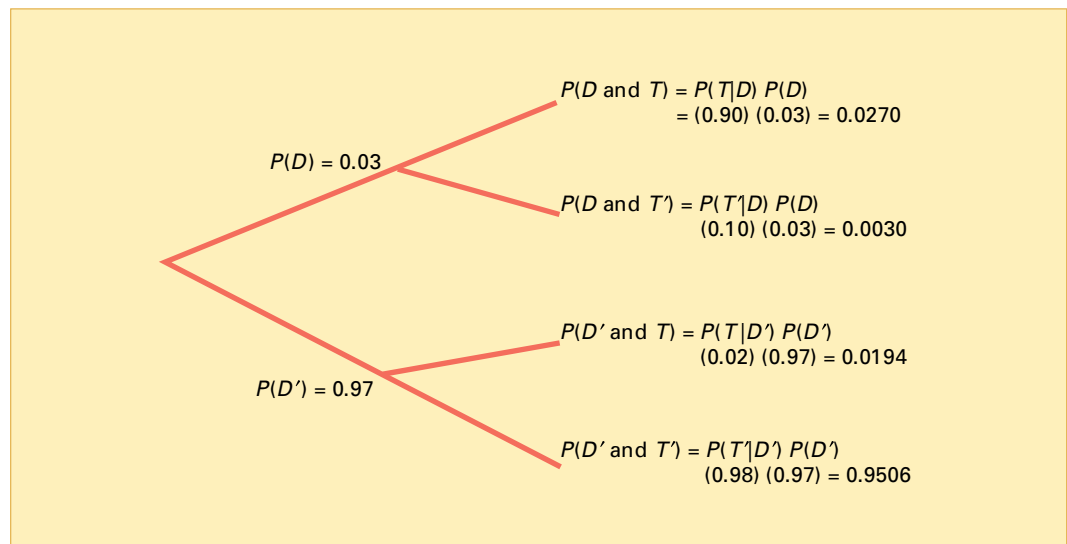 P(D and T) = P(T|D) P(D)
= (0.90) (0.03) = 0.0270
P(D) = 0.03
P(D and T′) = P(T′|D) P(D)
(0.10) (0.03) = 0.0030
P(D′ and T) = P(T|D′) P(D′)
(0.02) (0.97) = 0.0194
P(D′) = 0.97
P(D′ and T′) = P(T′|D′) P(D′)
(0.98) (0.97) = 0.9506